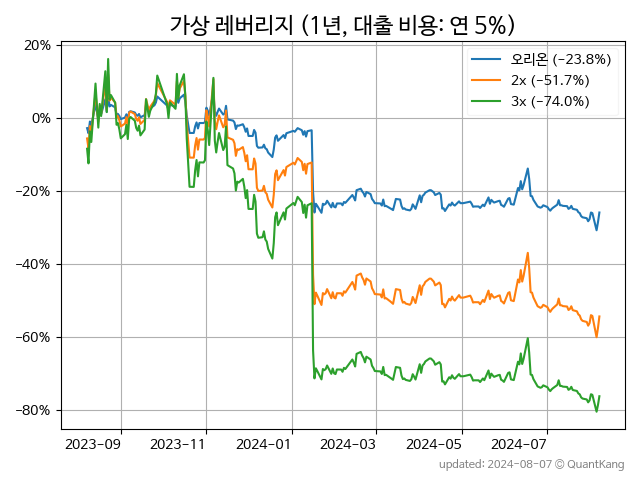 가상 레버리지 (1년, 대출 비용: 연 5%)
20%
0%
−20%
−40%
−60%
−80%
오리온 (−23.8%)
2x (−51.7%)
3x (−74.0%)
2023-09
2023-11
2024-01
2024-03
2024-05
2024-07
updated: 2024-08-07 © QuantKang